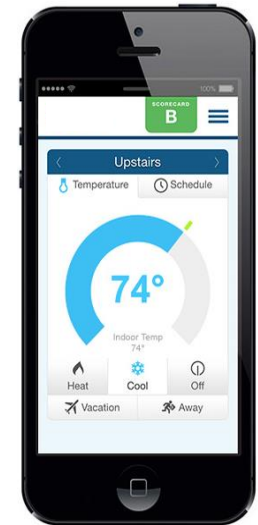 100%
SCORECARD
B
Upstairs
Temperature
Schedule
74°
Indoor Temp
74°
Heat
Cool
Off
Vacation
Away